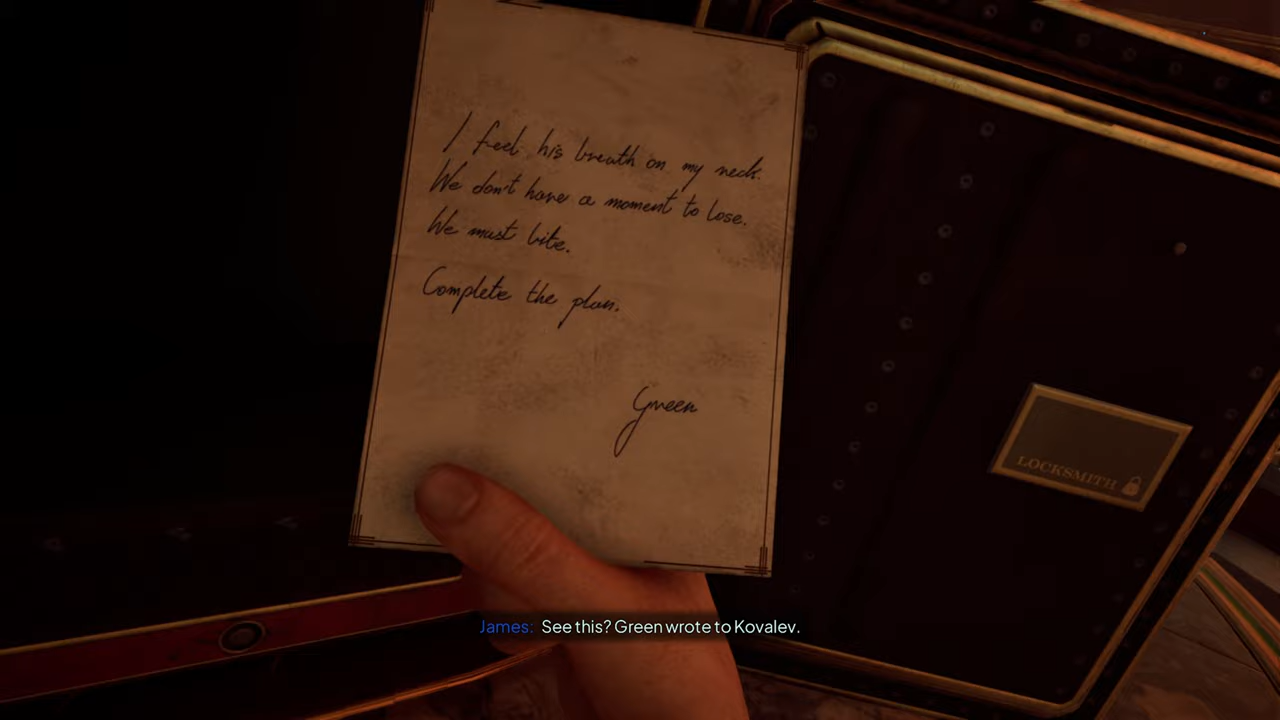 I feel his breath on my neck.
We don't have a moment to lose.
We must bite.
Complete the plan.
Green
LOCKSMITH
James: See this? Green wrote to Kovalev.